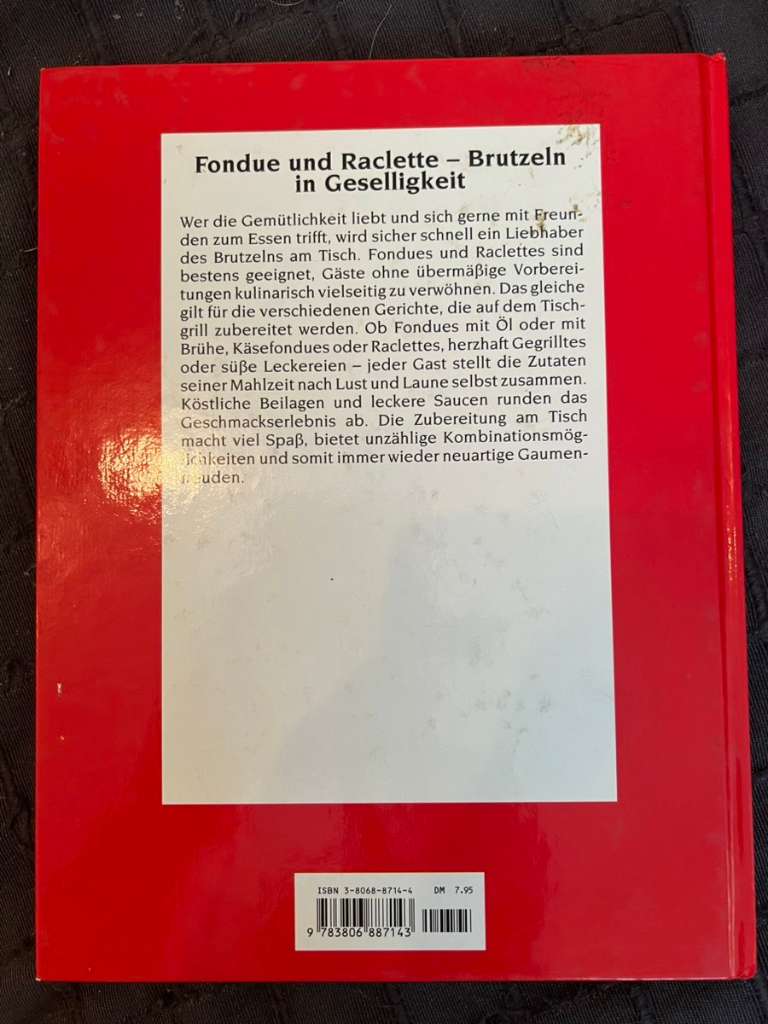 Fondue und Raclette – Brutzeln
in Geselligkeit
Wer die Gemütlichkeit liebt und sich gerne mit Freun-
den zum Essen trifft, wird sicher schnell ein Liebhaber
des Brutzelns am Tisch. Fondues und Raclettes sind
bestens geeignet, Gäste ohne übermäßige Vorberei-
tungen kulinarisch vielseitig zu verwöhnen. Das gleiche
gilt für die verschiedenen Gerichte, die auf dem Tisch-
grill zubereitet werden. Ob Fondues mit Öl oder mit
Brühe, Käsefondues oder Raclettes, herzhaft Gegrilltes
oder süße Leckereien – jeder Gast stellt die Zutaten
seiner Mahlzeit nach Lust und Laune selbst zusammen.
Köstliche Beilagen und leckere Saucen runden das
Geschmackserlebnis ab. Die Zubereitung am Tisch
macht viel Spaß, bietet unzählige Kombinationsmög-
lichkeiten und somit immer wieder neuartige Gaumen-
freuden.
ISBN 3-8068-8714-4 DM 7.95
9 783806 887143